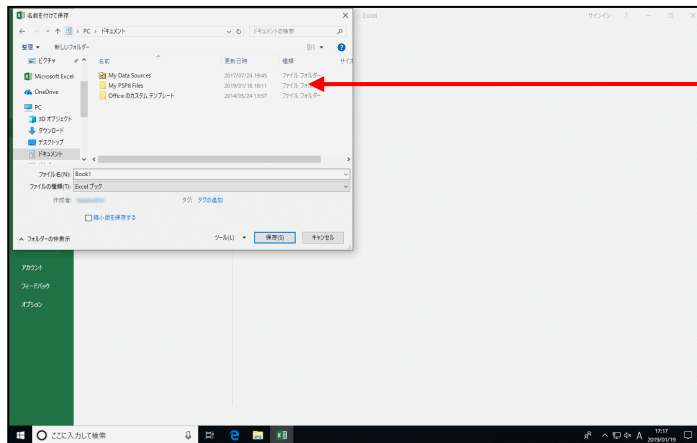 名前を付けて保存
- Excel
サインイン
PC > ドキュメント
ドキュメントの検索
整理
新しいフォルダー
ピクチャ
名前
更新日時
種類
サイズ
Microsoft Excel
My Data Sources
2017/07/24 19:45
ファイル フォルダー
My PSP8 Files
2019/01/18 18:11
ファイル フォルダー
OneDrive
Office のカスタム テンプレート
2014/05/24 15:57
ファイル フォルダー
PC
3D オブジェクト
ダウンロード
デスクトップ
ドキュメント
ファイル名(N):
Book1
ファイルの種類(T):
Excel ブック
作成者:
タグ:
タグの追加
縮小版を保存する
フォルダーの非表示
ツール(L)
保存(S)
キャンセル
アカウント
フィードバック
オプション
ここに入力して検索
A
17:17
2019/01/19